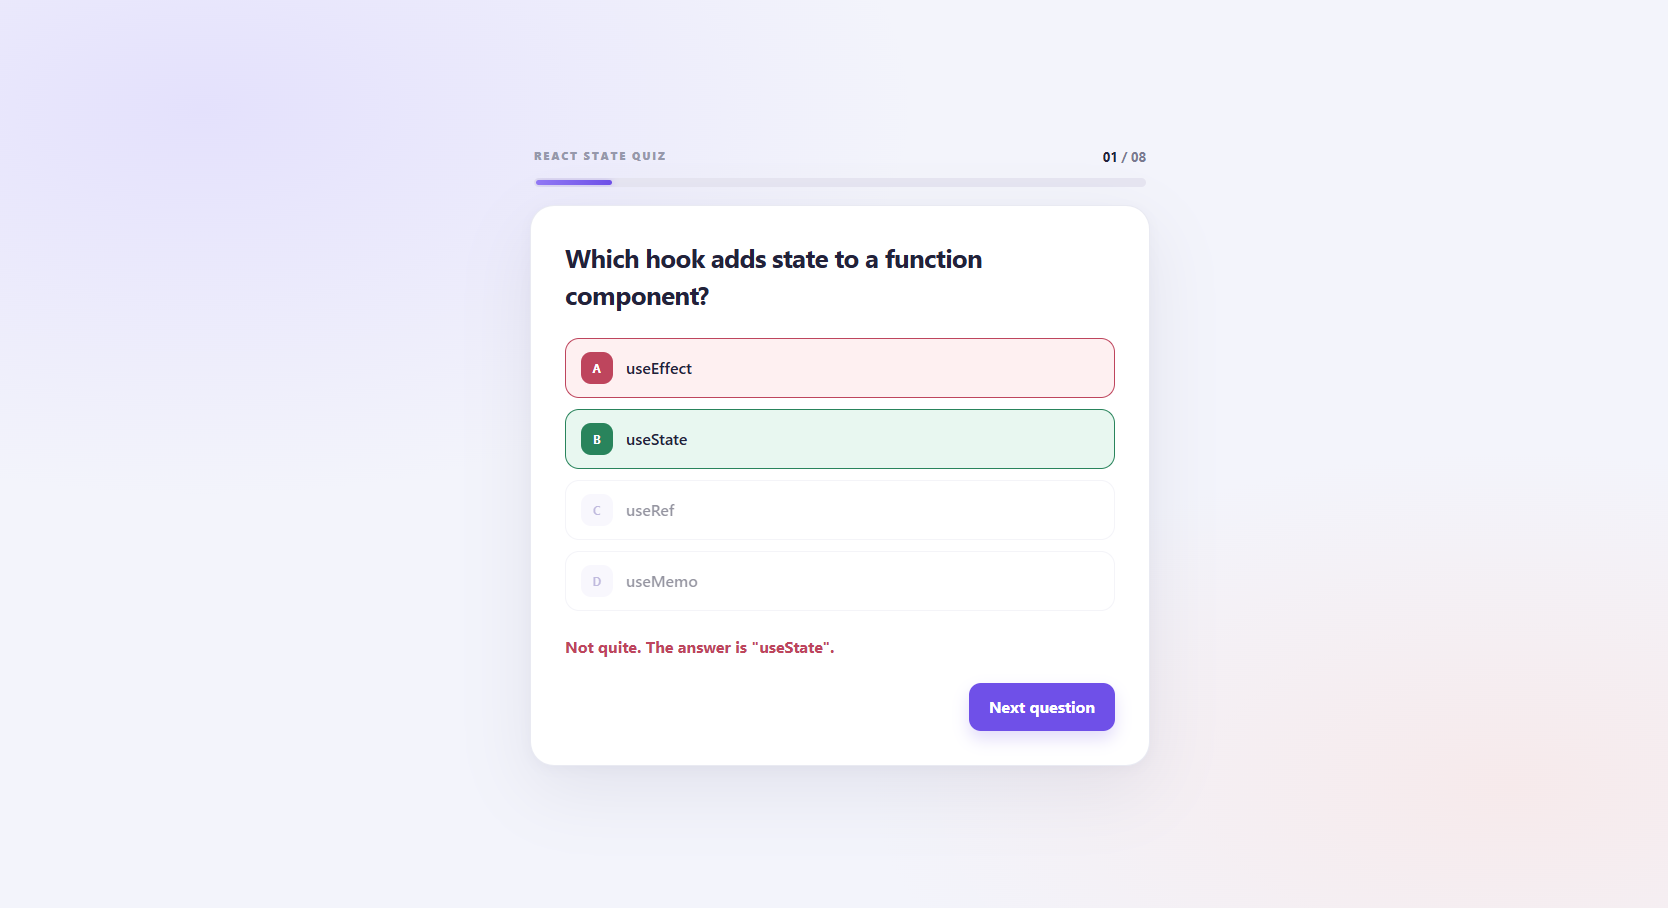 REACT STATE QUIZ
01 / 08
Which hook adds state to a function
component?
A useEffect
B useState
C useRef
D useMemo
Not quite. The answer is "useState".
Next question